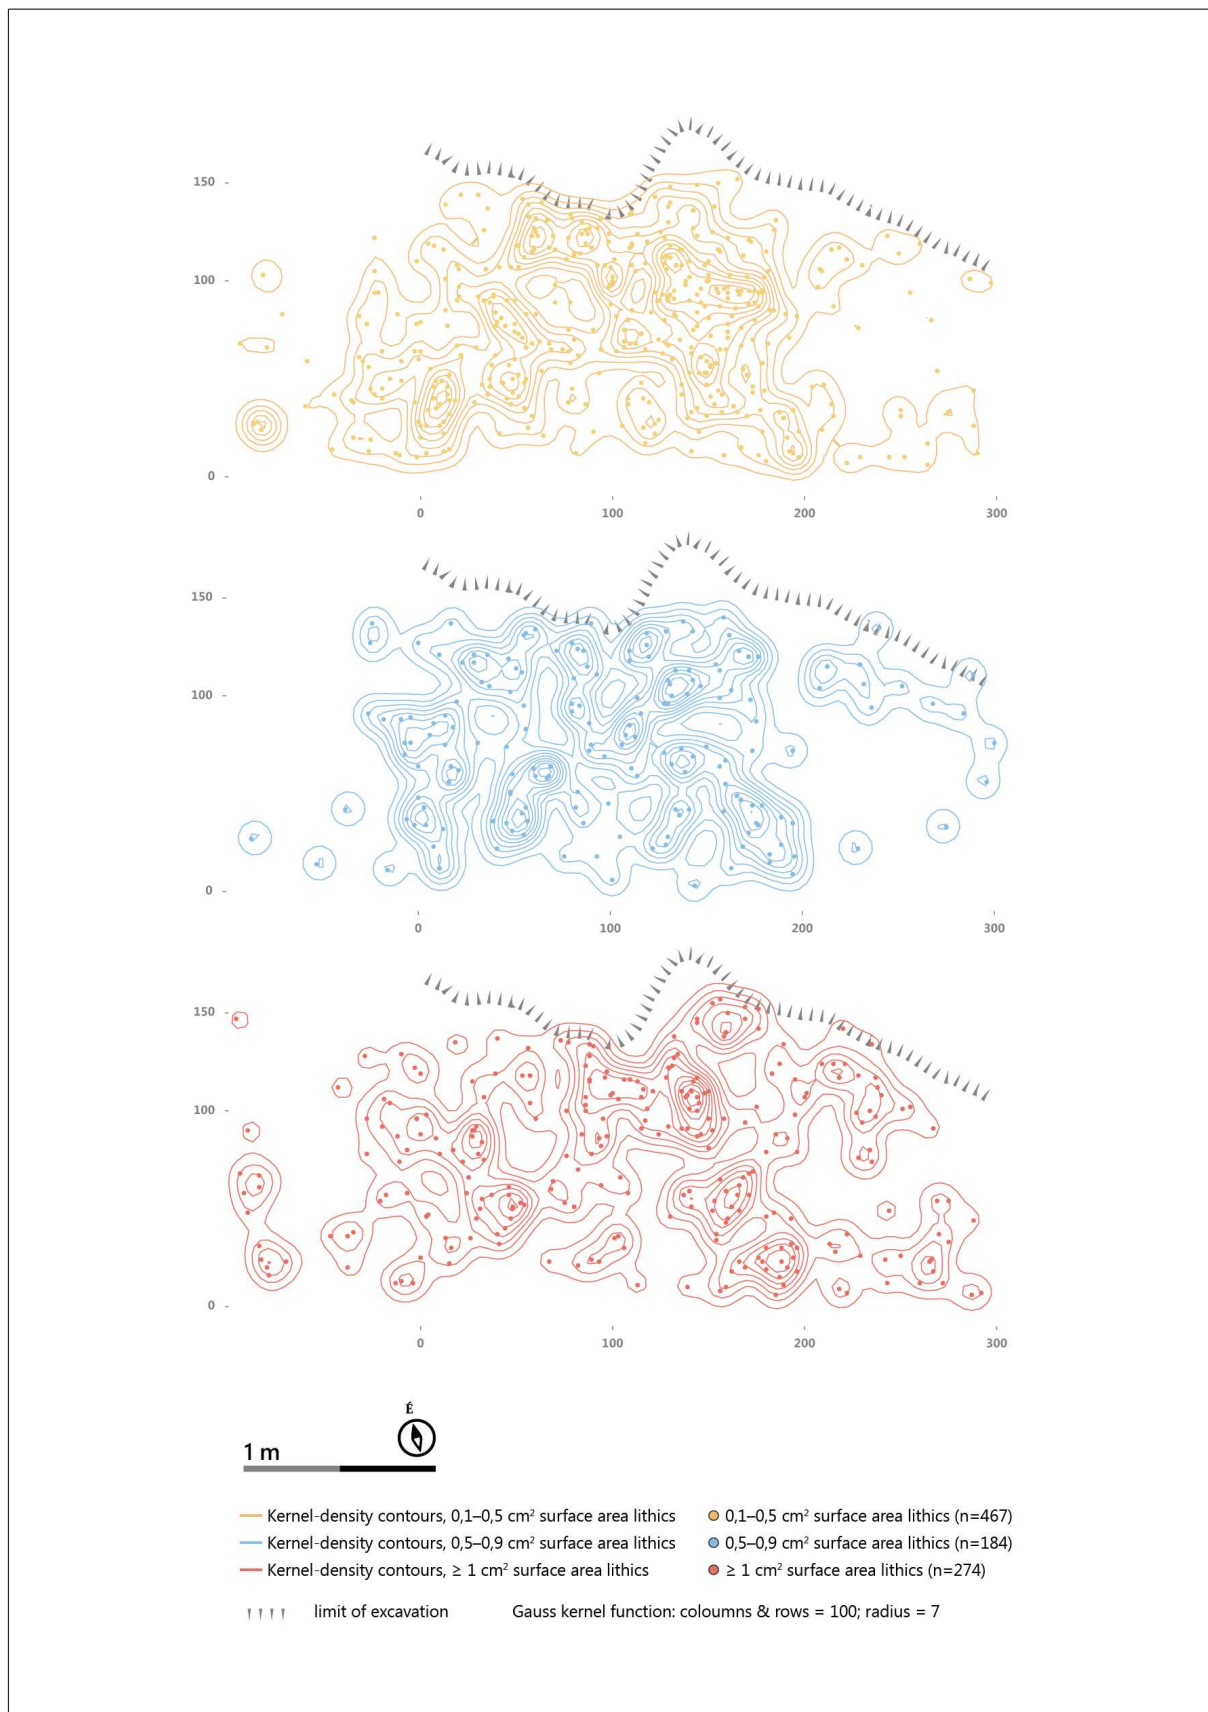 150
100
0
0 100 200 300
150
100
0
0 100 200 300
150
100
0
0 100 200 300
É
1 m
Kernel-density contours, 0,1–0,5 cm² surface area lithics
0,1–0,5 cm² surface area lithics (n=467)
Kernel-density contours, 0,5–0,9 cm² surface area lithics
0,5–0,9 cm² surface area lithics (n=184)
Kernel-density contours, ≥ 1 cm² surface area lithics
≥ 1 cm² surface area lithics (n=274)
limit of excavation
Gauss kernel function: coloumns & rows = 100; radius = 7